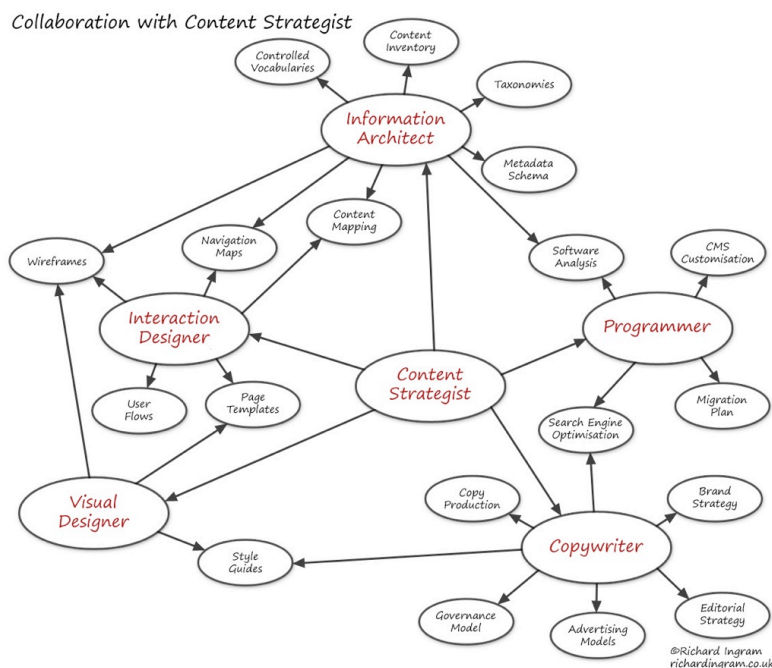 Collaboration with Content Strategist
Content
Inventory
Controlled
Vocabularies
Taxonomies
Information
Architect
Metadata
Schema
Content
Mapping
Navigation
Maps
Wireframes
Software
Analysis
CMS
Customisation
Interaction
Designer
Programmer
Content
Strategist
User
Flows
Page
Templates
Migration
Plan
Search Engine
Optimisation
Visual
Designer
Copy
Production
Brand
Strategy
Copywriter
Style
Guides
Governance
Model
Advertising
Models
Editorial
Strategy
©Richard Ingram
richardingram.co.uk